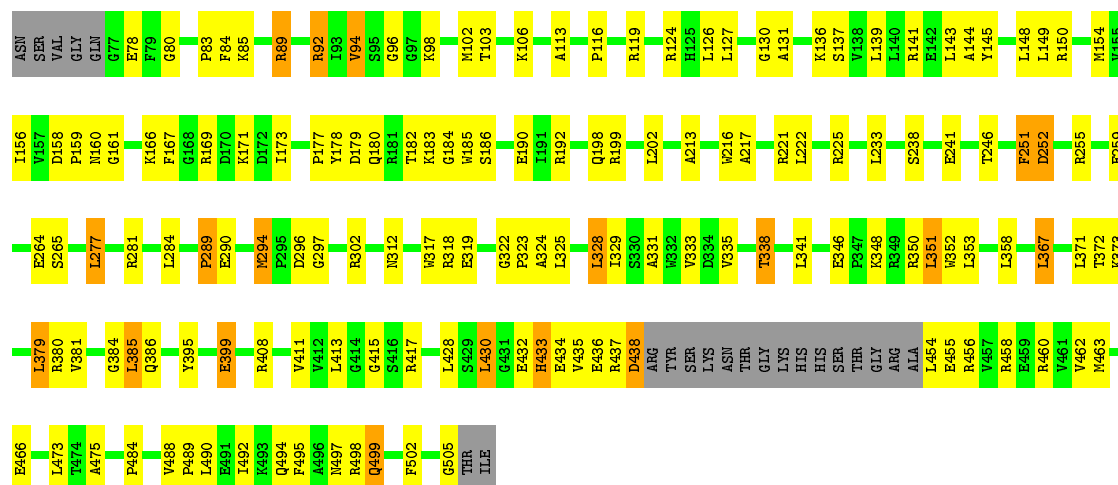 ASN SER VAL GLY GLN G77 E78 F79 G80 P83 F84 K85 R89 R92 I93 V94 S95 G96 G97 K98 M102 T103 K106 A113 P116 R119 R124 H125 L126 L127 G130 A131 K136 S137 V138 L139 L140 R141 E142 L143 A144 Y145 L148 L149 R150 M154 V155
I156 V157 D158 P159 N160 G161 K166 F167 G168 R169 D170 K171 D172 I173 P177 Y178 D179 Q180 R181 T182 K183 G184 W185 S186 E190 I191 R192 Q198 R199 L202 A213 W216 A217 R221 L222 R225 L233 S238 E241 T246 F251 D252 R255
E264 S265 L277 R281 L284 P289 E290 M294 P295 D296 G297 R302 N312 W317 R318 E319 G322 P323 A324 L325 L328 I329 S330 A331 W332 V333 D334 V335 T338 L341 E346 P347 K348 R349 R350 L351 W352 L353 L358 L367 L371 T372 K373
L379 R380 V381 G384 L385 Q386 Y395 E399 R408 V411 V412 L413 G414 G415 S416 R417 L428 S429 L430 G431 E432 H433 E434 V435 E436 R437 D438 ARG TYR SER LYS ASN THR GLY LYS HIS HIS SER THR GLY ARG ALA L454 E455 R456 V457 R458 E459 R460 V461 V462 M463
E466 L473 T474 A475 P484 V488 P489 L490 E491 I492 K493 Q494 F495 A496 N497 R498 Q499 F502 G505 THR ILE